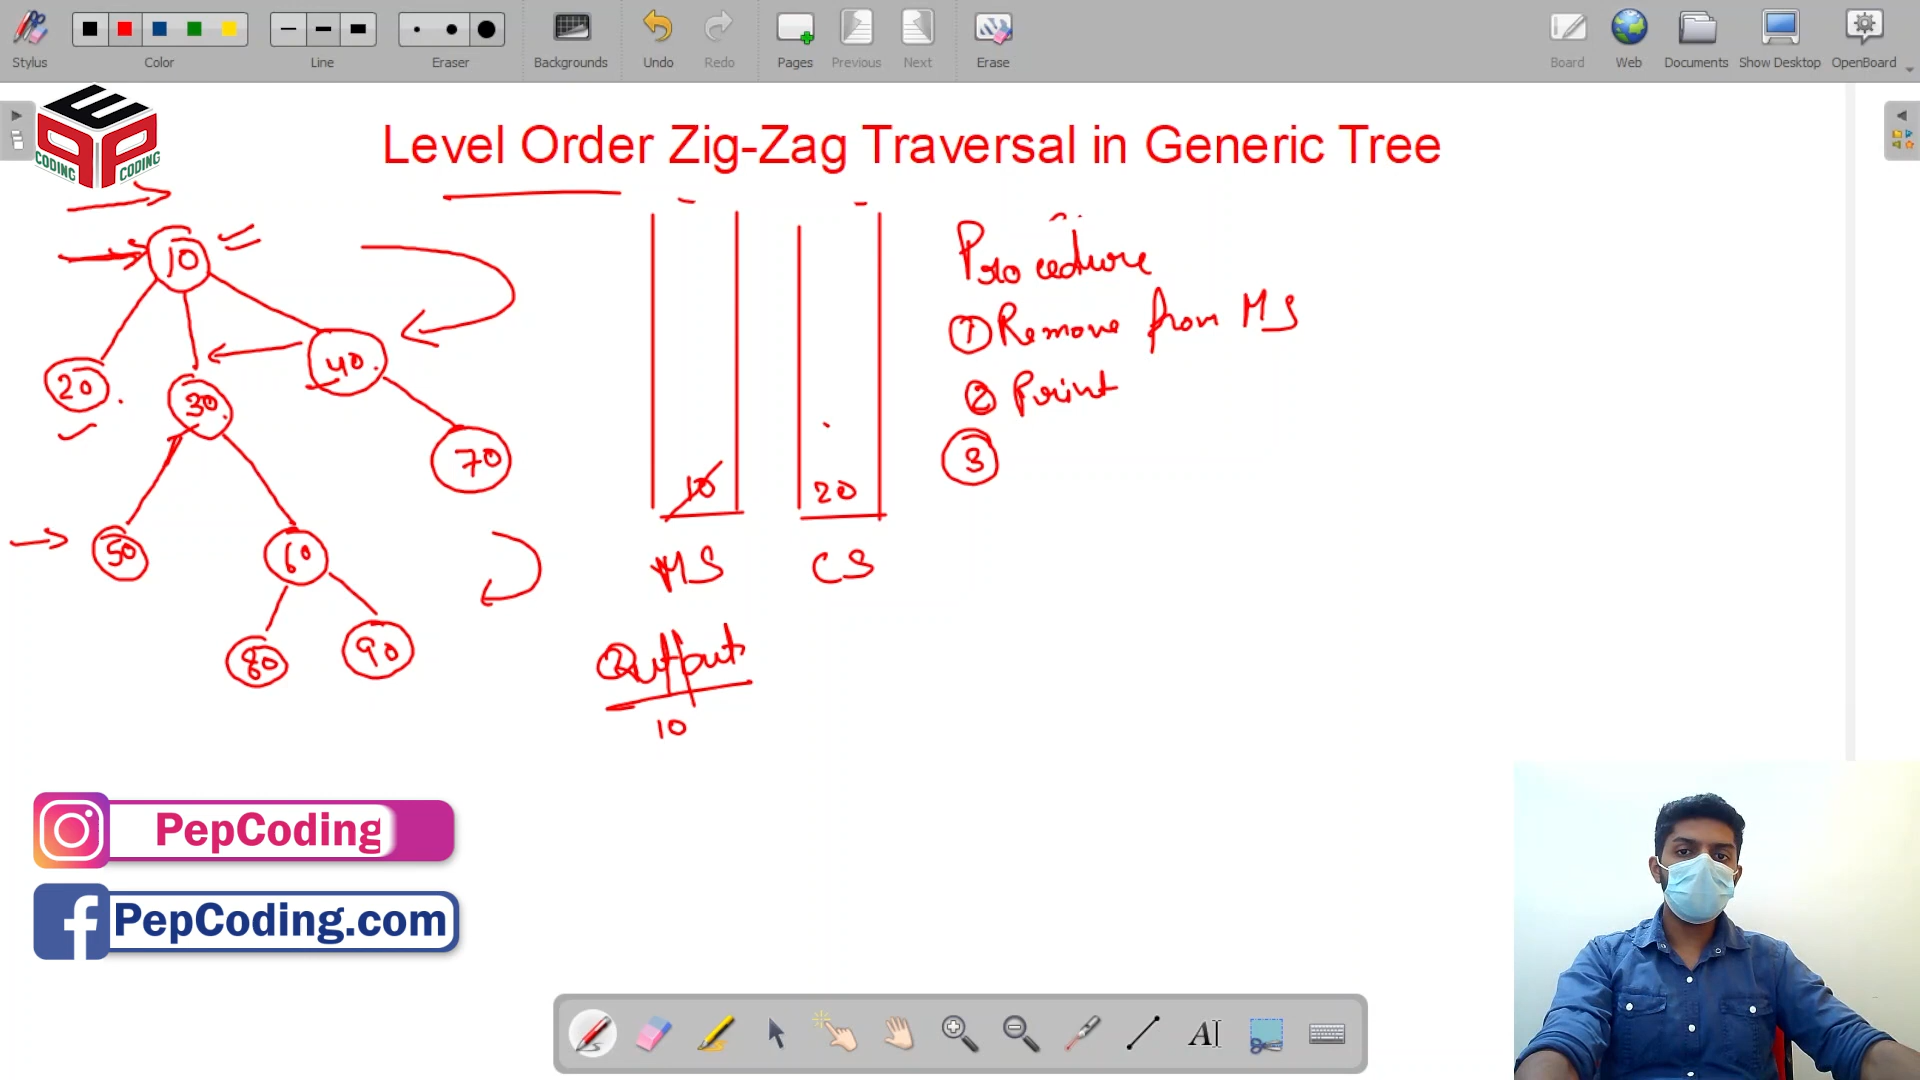 Stylus Color Line Eraser Backgrounds Undo Redo Pages Previous Next Erase Board Web Documents Show Desktop OpenBoard
CODING CODING
Level Order Zig-Zag Traversal in Generic Tree
10
20 30 40
70
50 60
80 90
10 20
MS CS
Output
10
Procedure
① Remove from MS
② Print
③
PepCoding
PepCoding.com
AI